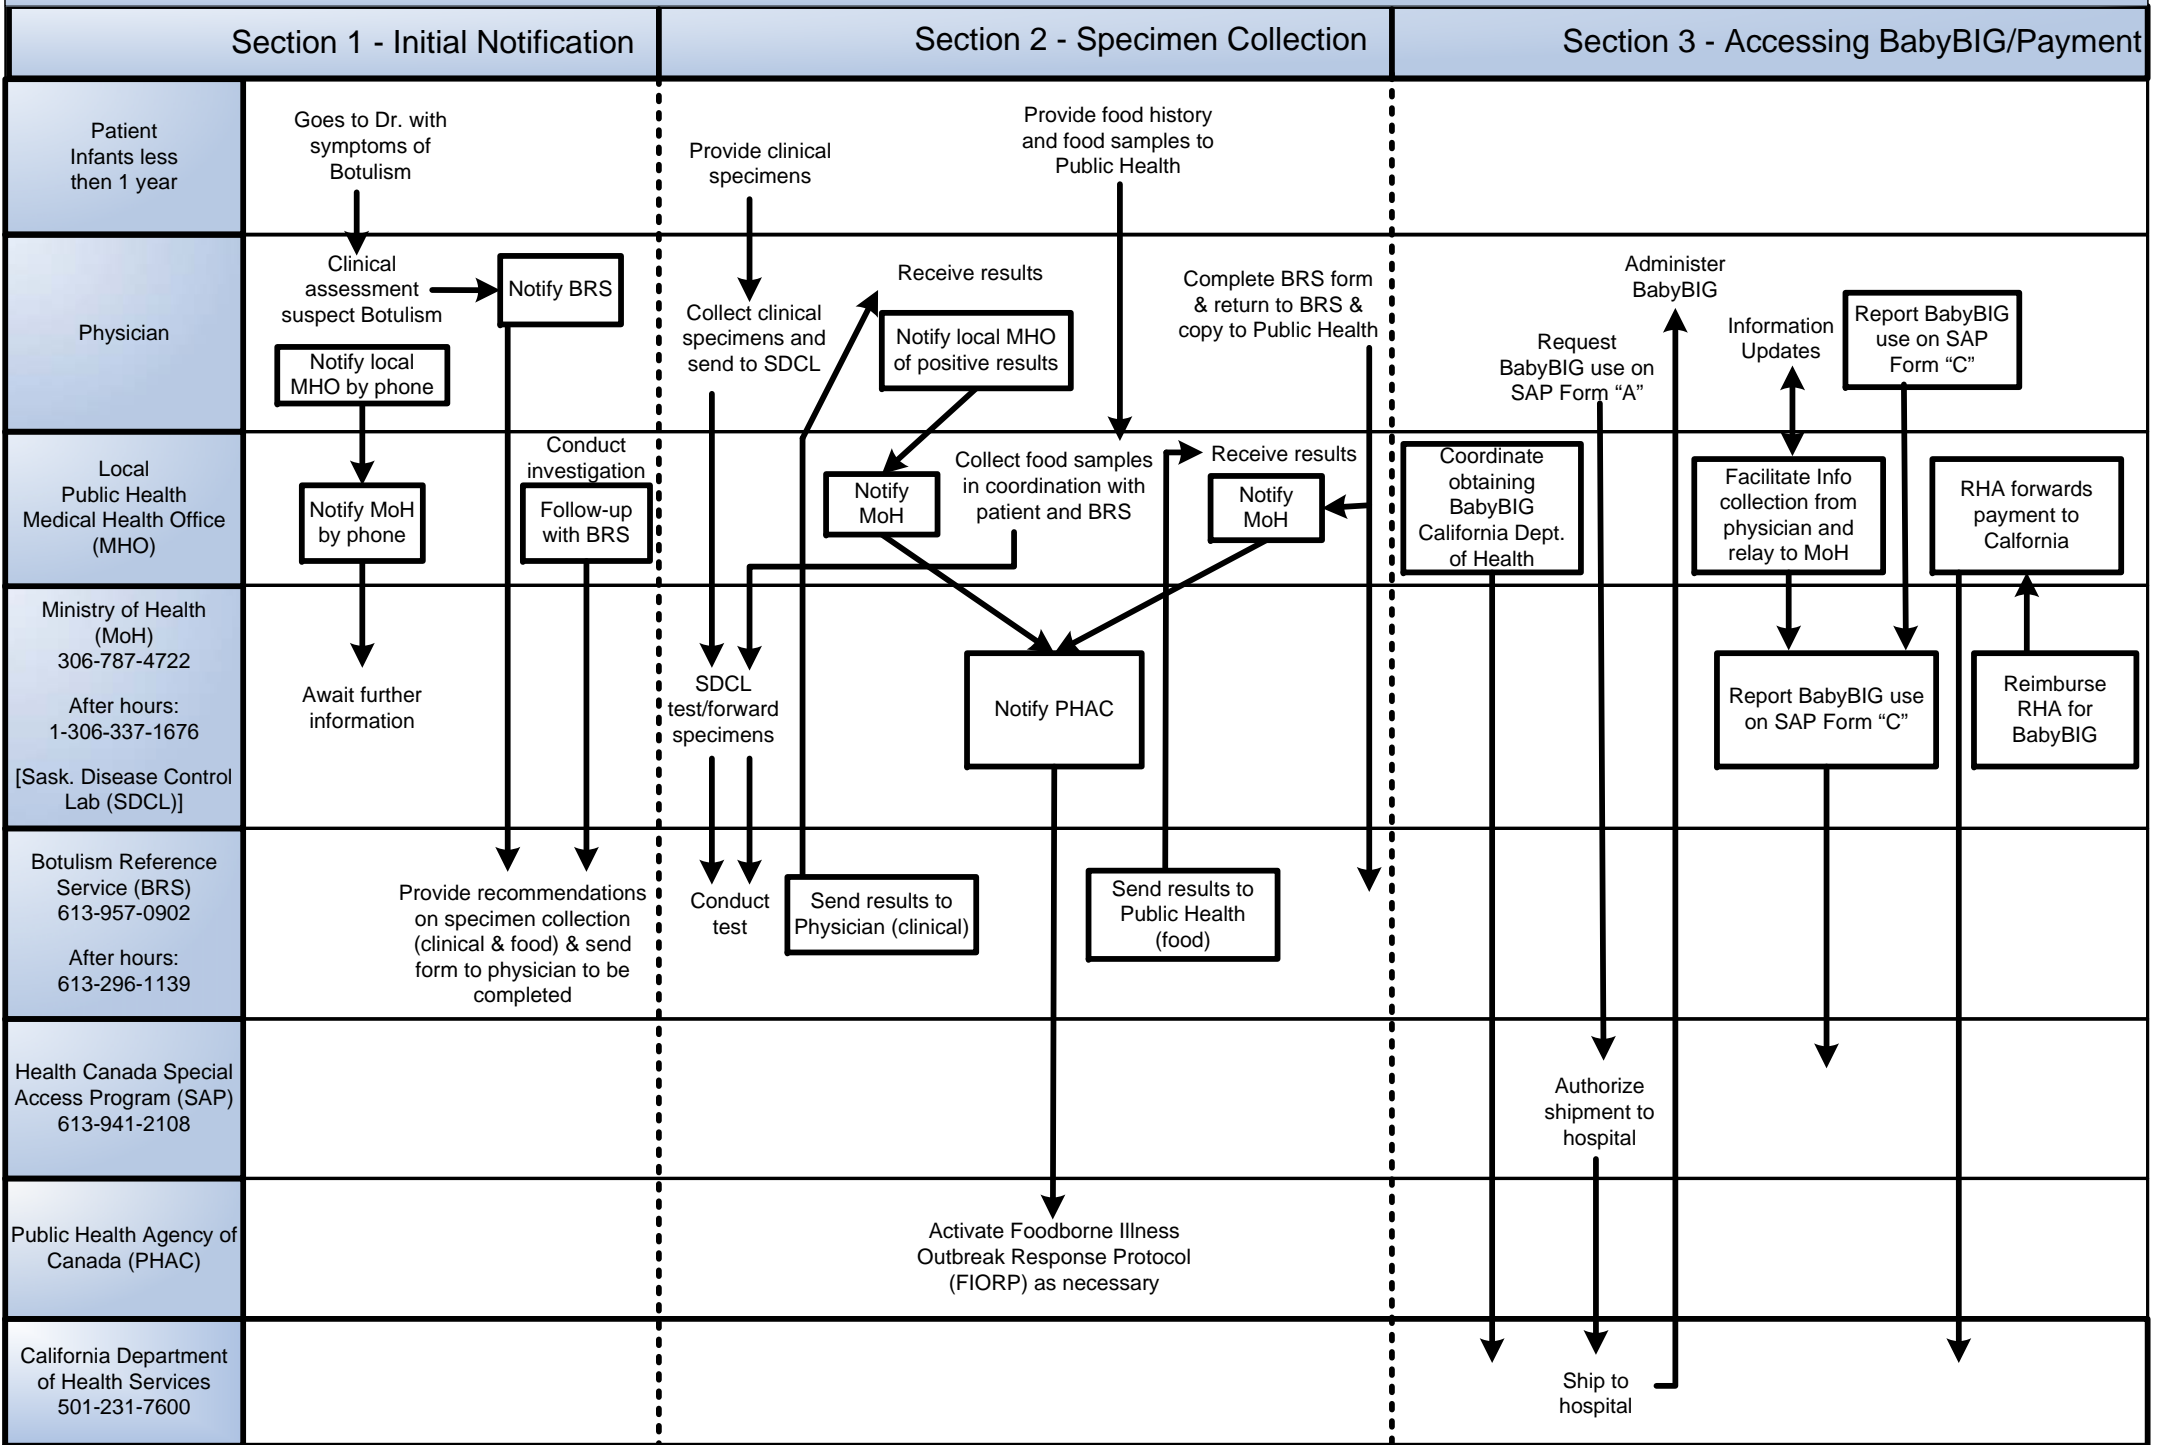 Section 1 - Initial Notification
Section 2 - Specimen Collection
Section 3 - Accessing BabyBIG/Payment
Patient
Infants less
then 1 year
Goes to Dr. with
symptoms of
Botulism
Provide clinical
specimens
Provide food history
and food samples to
Public Health
Physician
Clinical
assessment
suspect Botulism
Notify BRS
Notify local
MHO by phone
Collect clinical
specimens and
send to SDCL
Receive results
Notify local MHO
of positive results
Complete BRS form
& return to BRS &
copy to Public Health
Request
BabyBIG use on
SAP Form “A”
Administer
BabyBIG
Information
Updates
Report BabyBIG
use on SAP
Form “C”
Local
Public Health
Medical Health Office
(MHO)
Notify MoH
by phone
Conduct
investigation
Follow-up
with BRS
Notify
MoH
Collect food samples
in coordination with
patient and BRS
Receive results
Notify
MoH
Coordinate
obtaining
BabyBIG
California Dept.
of Health
Facilitate Info
collection from
physician and
relay to MoH
RHA forwards
payment to
Calfornia
Ministry of Health
(MoH)
306-787-4722
After hours:
1-306-337-1676
[Sask. Disease Control
Lab (SDCL)]
Await further
information
SDCL
test/forward
specimens
Notify PHAC
Report BabyBIG use
on SAP Form “C”
Reimburse
RHA for
BabyBIG
Botulism Reference
Service (BRS)
613-957-0902
After hours:
613-296-1139
Provide recommendations
on specimen collection
(clinical & food) & send
form to physician to be
completed
Conduct
test
Send results to
Physician (clinical)
Send results to
Public Health
(food)
Health Canada Special
Access Program (SAP)
613-941-2108
Authorize
shipment to
hospital
Public Health Agency of
Canada (PHAC)
Activate Foodborne Illness
Outbreak Response Protocol
(FIORP) as necessary
California Department
of Health Services
501-231-7600
Ship to
hospital